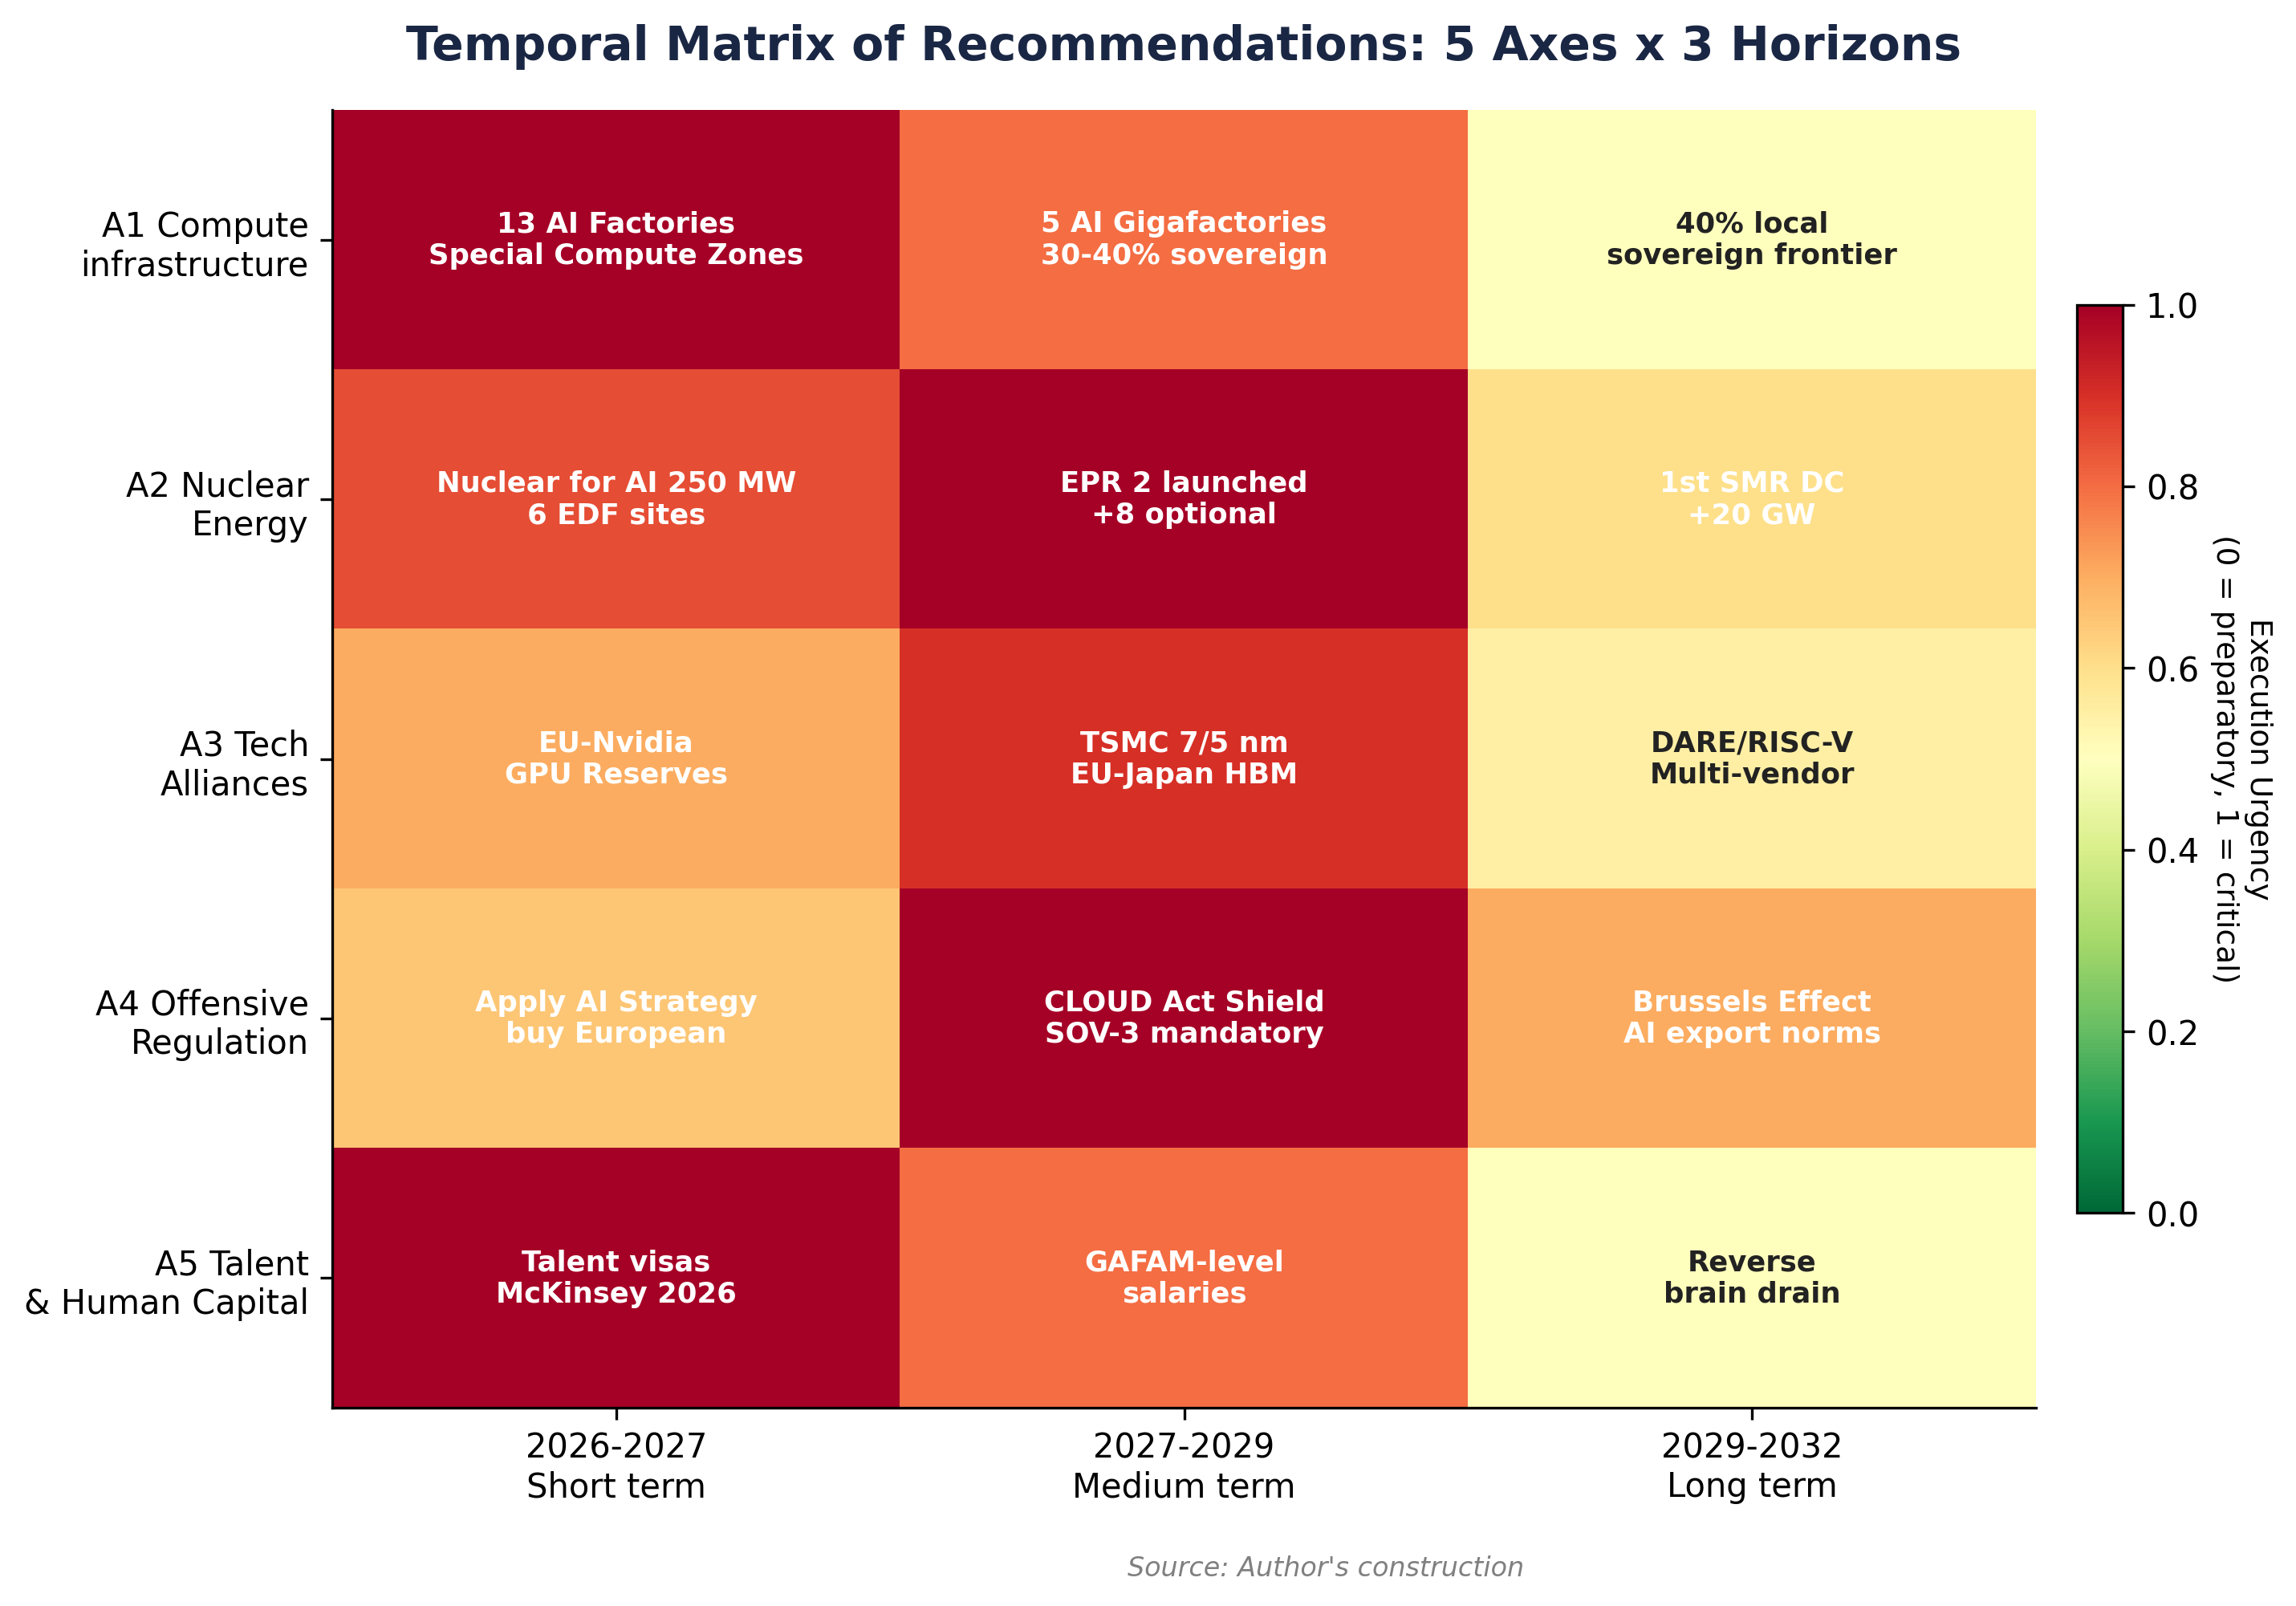 Temporal Matrix of Recommendations: 5 Axes x 3 Horizons
A1 Compute
infrastructure
13 AI Factories
Special Compute Zones
5 AI Gigafactories
30-40% sovereign
40% local
sovereign frontier
A2 Nuclear
Energy
Nuclear for AI 250 MW
6 EDF sites
EPR 2 launched
+8 optional
1st SMR DC
+20 GW
A3 Tech
Alliances
EU-Nvidia
GPU Reserves
TSMC 7/5 nm
EU-Japan HBM
DARE/RISC-V
Multi-vendor
A4 Offensive
Regulation
Apply AI Strategy
buy European
CLOUD Act Shield
SOV-3 mandatory
Brussels Effect
AI export norms
A5 Talent
& Human Capital
Talent visas
McKinsey 2026
GAFAM-level
salaries
Reverse
brain drain
2026-2027
Short term
2027-2029
Medium term
2029-2032
Long term
1.0
0.8
0.6
0.4
0.2
0.0
Execution Urgency
(0 = preparatory, 1 = critical)
Source: Author's construction